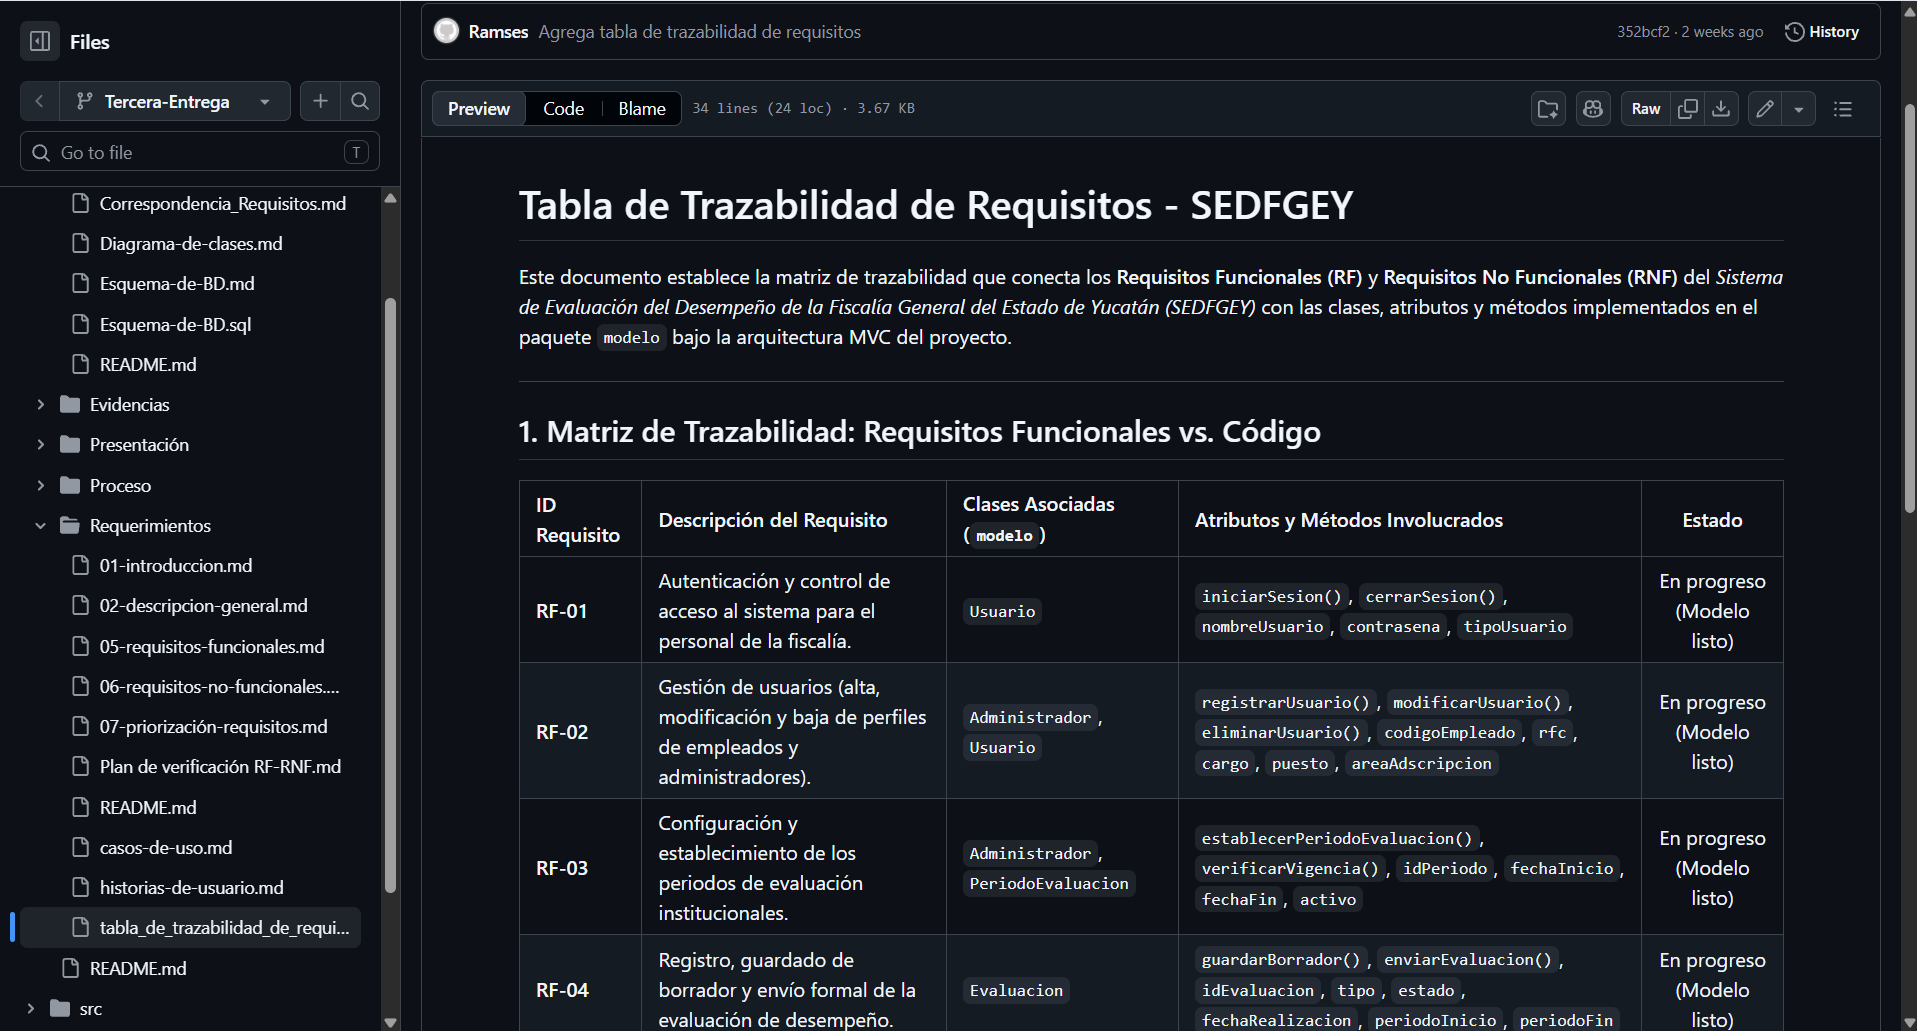 Files
Tercera-Entrega
Go to file
T
Correspondencia_Requisitos.md
Diagrama-de-clases.md
Esquema-de-BD.md
Esquema-de-BD.sql
README.md
Evidencias
Presentación
Proceso
Requerimientos
01-introduccion.md
02-descripcion-general.md
05-requisitos-funcionales.md
06-requisitos-no-funcionales....
07-priorización-requisitos.md
Plan de verificación RF-RNF.md
README.md
casos-de-uso.md
historias-de-usuario.md
tabla_de_trazabilidad_de_requi...
README.md
src
Ramses Agrega tabla de trazabilidad de requisitos
352bcf2 · 2 weeks ago
History
Preview Code Blame 34 lines (24 loc) · 3.67 KB
Raw
Tabla de Trazabilidad de Requisitos - SEDFGEY
Este documento establece la matriz de trazabilidad que conecta los Requisitos Funcionales (RF) y Requisitos No Funcionales (RNF) del Sistema
de Evaluación del Desempeño de la Fiscalía General del Estado de Yucatán (SEDFGEY) con las clases, atributos y métodos implementados en el
paquete modelo bajo la arquitectura MVC del proyecto.
1. Matriz de Trazabilidad: Requisitos Funcionales vs. Código
ID
Requisito
Descripción del Requisito
Clases Asociadas
( modelo )
Atributos y Métodos Involucrados
Estado
RF-01
Autenticación y control de
acceso al sistema para el
personal de la fiscalía.
Usuario
iniciarSesion() , cerrarSesion() ,
nombreUsuario , contrasena , tipoUsuario
En progreso
(Modelo
listo)
RF-02
Gestión de usuarios (alta,
modificación y baja de perfiles
de empleados y
administradores).
Administrador ,
Usuario
registrarUsuario() , modificarUsuario() ,
eliminarUsuario() , codigoEmpleado , rfc ,
cargo , puesto , areaAdscripcion
En progreso
(Modelo
listo)
RF-03
Configuración y
establecimiento de los
periodos de evaluación
institucionales.
Administrador ,
PeriodoEvaluacion
establecerPeriodoEvaluacion() ,
verificarVigencia() , idPeriodo , fechaInicio ,
fechaFin , activo
En progreso
(Modelo
listo)
RF-04
Registro, guardado de
borrador y envío formal de la
evaluación de desempeño.
Evaluacion
guardarBorrador() , enviarEvaluacion() ,
idEvaluacion , tipo , estado ,
fechaRealizacion , periodoInicio , periodoFin
En progreso
(Modelo
listo)